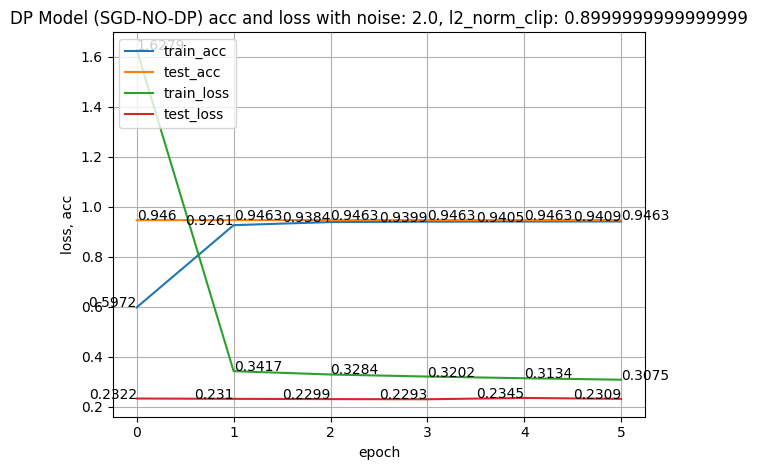 DP Model (SGD-NO-DP) acc and loss with noise: 2.0, l2_norm_clip: 0.8999999999999999
1.6279
train_acc
test_acc
train_loss
test_loss
1.6
1.4
1.2
1.0
0.8
0.6
0.4
0.2
loss, acc
0.946 0.9463 0.9463 0.9463 0.9463 0.9463
0.5972 0.9261 0.9384 0.9399 0.9405 0.9409
0.3417 0.3284 0.3202 0.3134 0.3075
0.2322 0.231 0.2299 0.2293 0.2345 0.2309
0 1 2 3 4 5
epoch